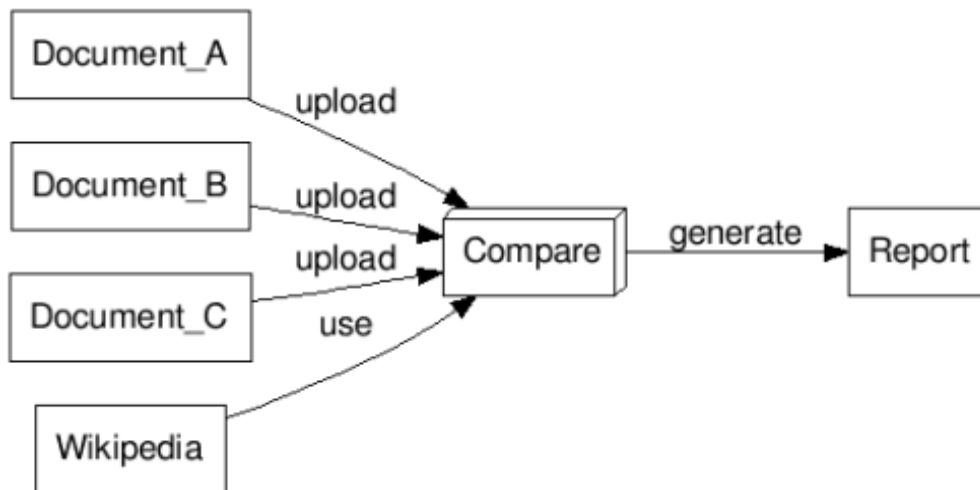 Document_A
upload
Document_B
upload
Compare
generate
Report
upload
Document_C
use
Wikipedia